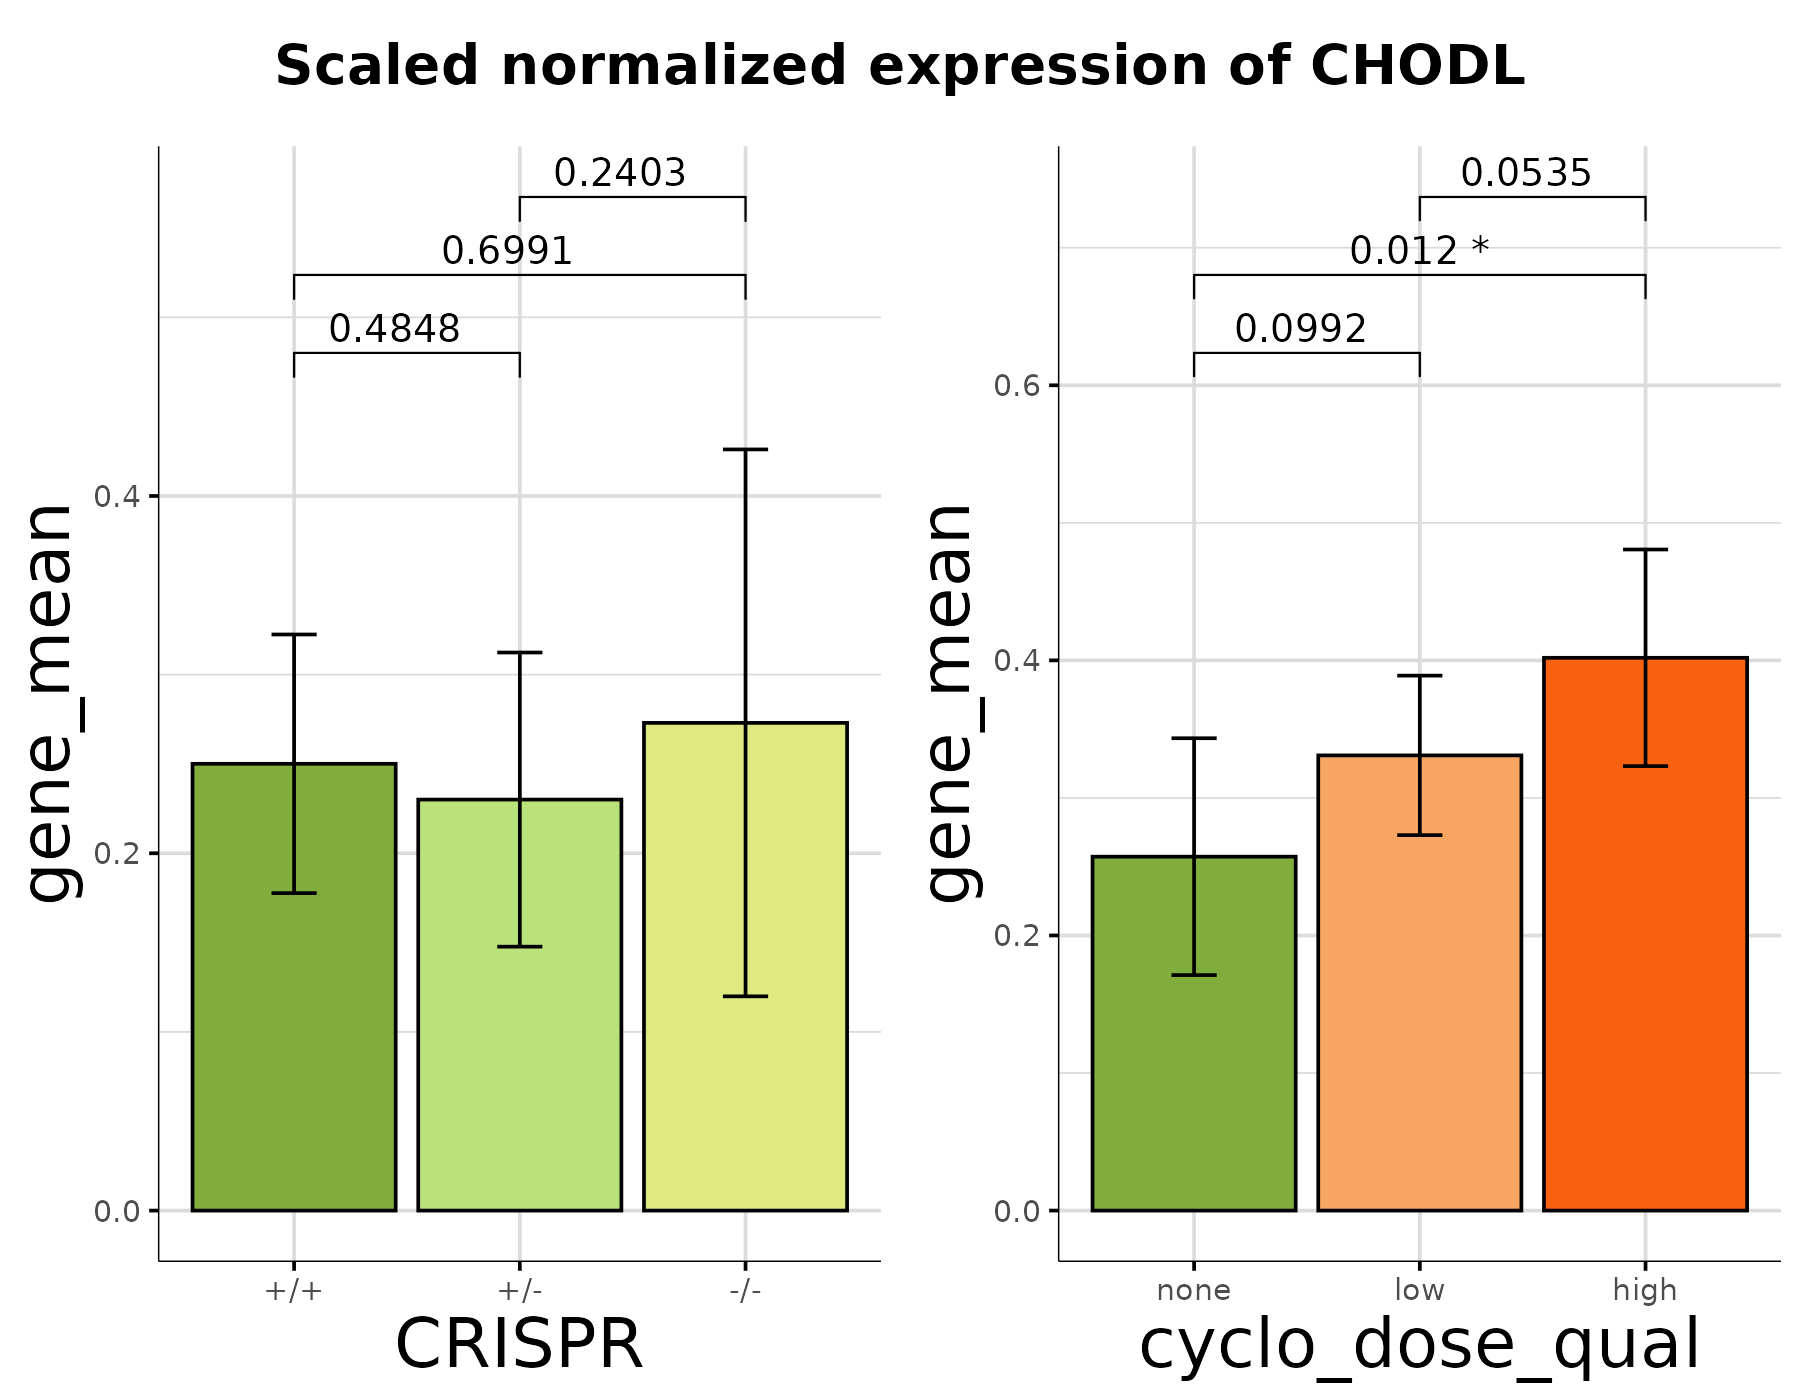 Scaled normalized expression of CHODL
0.2403
0.6991
0.4848
gene_mean
0.4
0.2
0.0
+/+ +/- -/-
CRISPR
0.0535
0.012 *
0.0992
gene_mean
0.6
0.4
0.2
0.0
none low high
cyclo_dose_qual